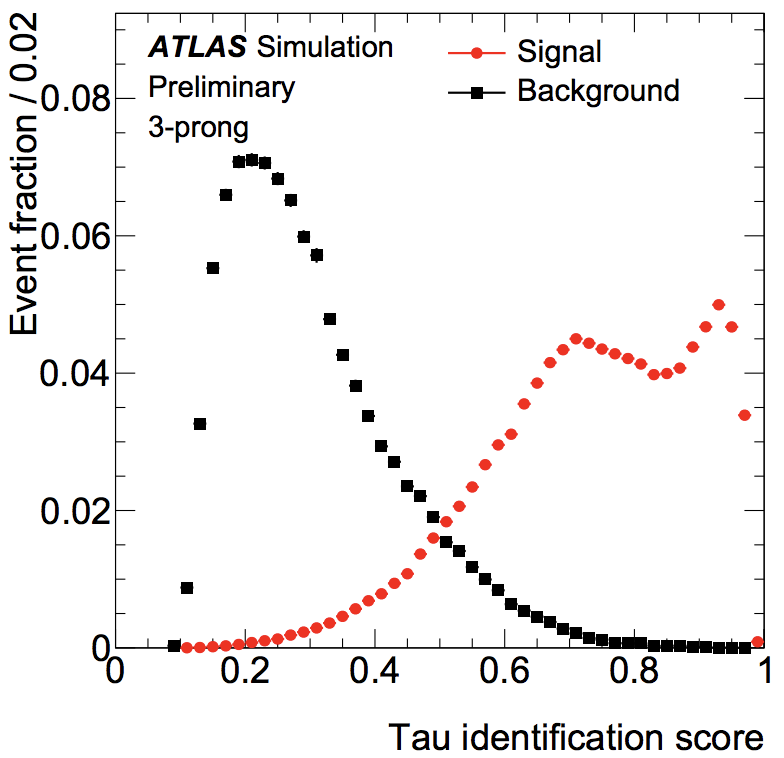 ATLAS Simulation
Preliminary
3-prong
Signal
Background
Event fraction / 0.02
0.08
0.06
0.04
0.02
0
0 0.2 0.4 0.6 0.8 1
Tau identification score